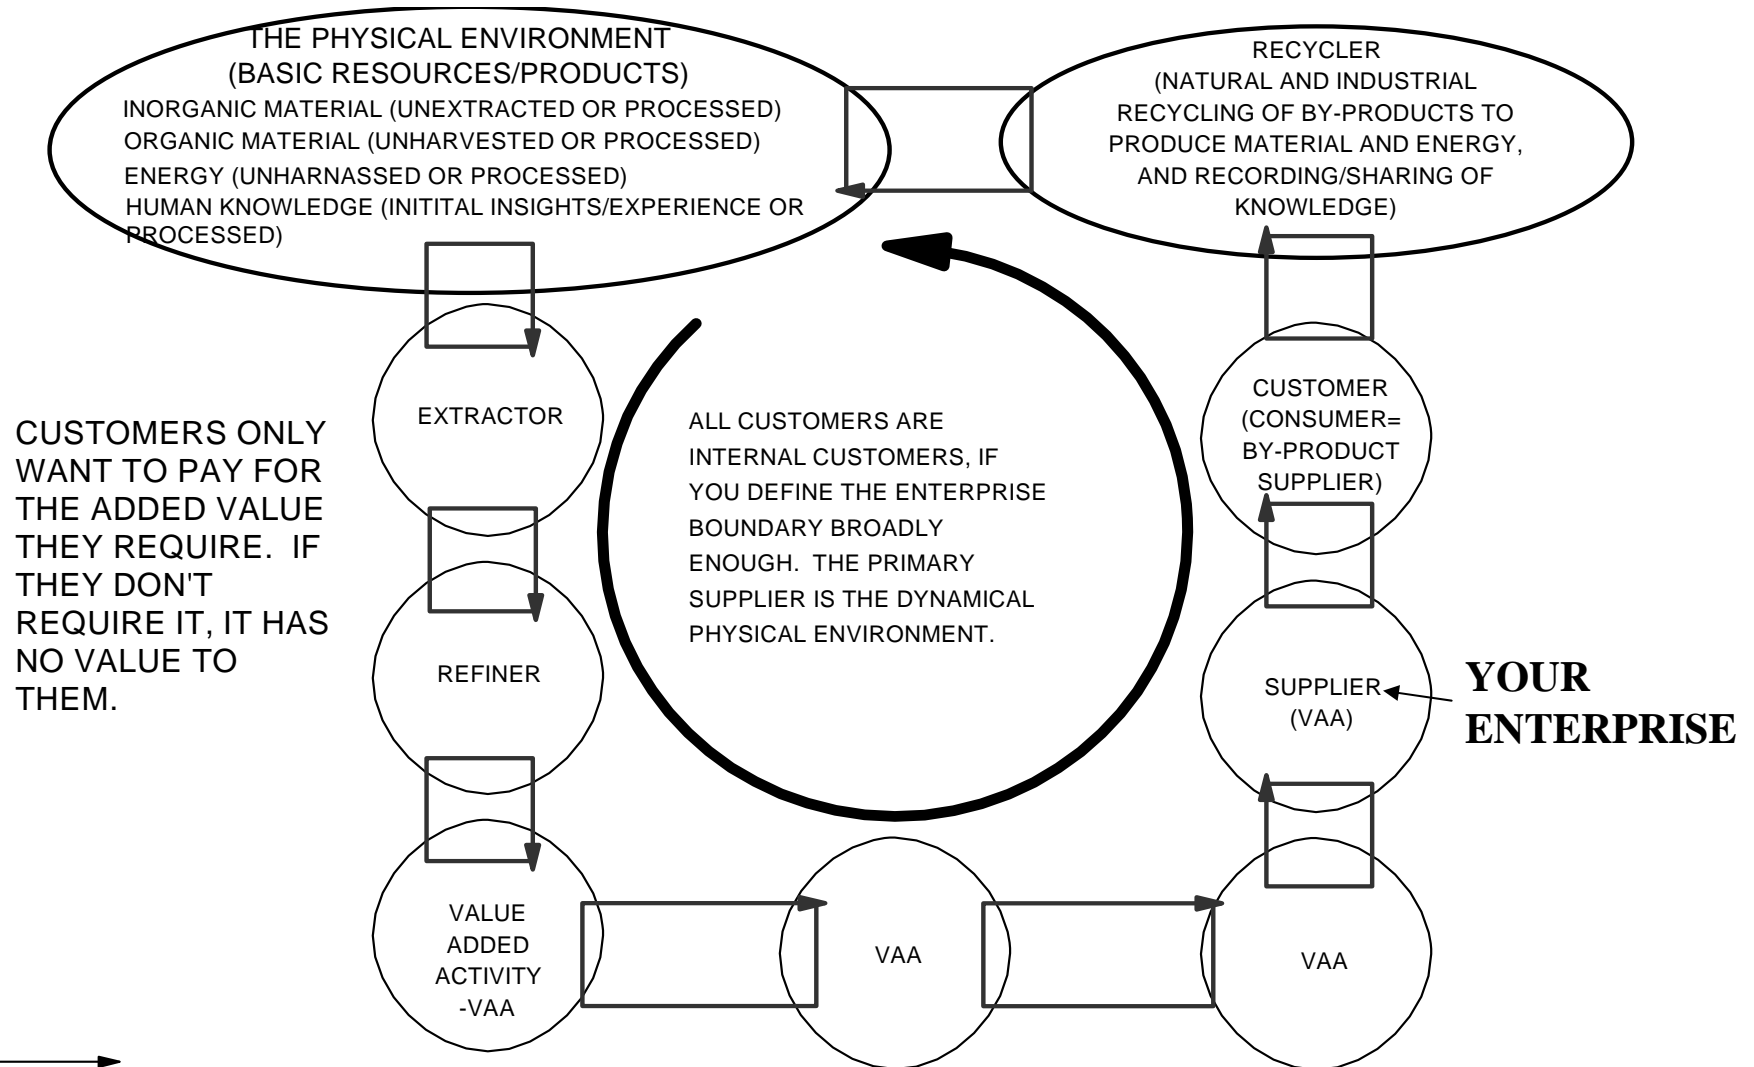 THE PHYSICAL ENVIRONMENT
(BASIC RESOURCES/PRODUCTS)
INORGANIC MATERIAL (UNEXTRACTED OR PROCESSED)
ORGANIC MATERIAL (UNHARVESTED OR PROCESSED)
ENERGY (UNHARNASSED OR PROCESSED)
HUMAN KNOWLEDGE (INITITAL INSIGHTS/EXPERIENCE OR
PROCESSED)
RECYCLER
(NATURAL AND INDUSTRIAL
RECYCLING OF BY-PRODUCTS TO
PRODUCE MATERIAL AND ENERGY,
AND RECORDING/SHARING OF
KNOWLEDGE)
EXTRACTOR
CUSTOMERS ONLY
WANT TO PAY FOR
THE ADDED VALUE
THEY REQUIRE.  IF
THEY DON'T
REQUIRE IT, IT HAS
NO VALUE TO
THEM.
ALL CUSTOMERS ARE
INTERNAL CUSTOMERS, IF
YOU DEFINE THE ENTERPRISE
BOUNDARY BROADLY
ENOUGH.  THE PRIMARY
SUPPLIER IS THE DYNAMICAL
PHYSICAL ENVIRONMENT.
CUSTOMER
(CONSUMER=
BY-PRODUCT
SUPPLIER)
REFINER
SUPPLIER
(VAA)
YOUR
ENTERPRISE
VALUE
ADDED
ACTIVITY
-VAA
VAA
VAA